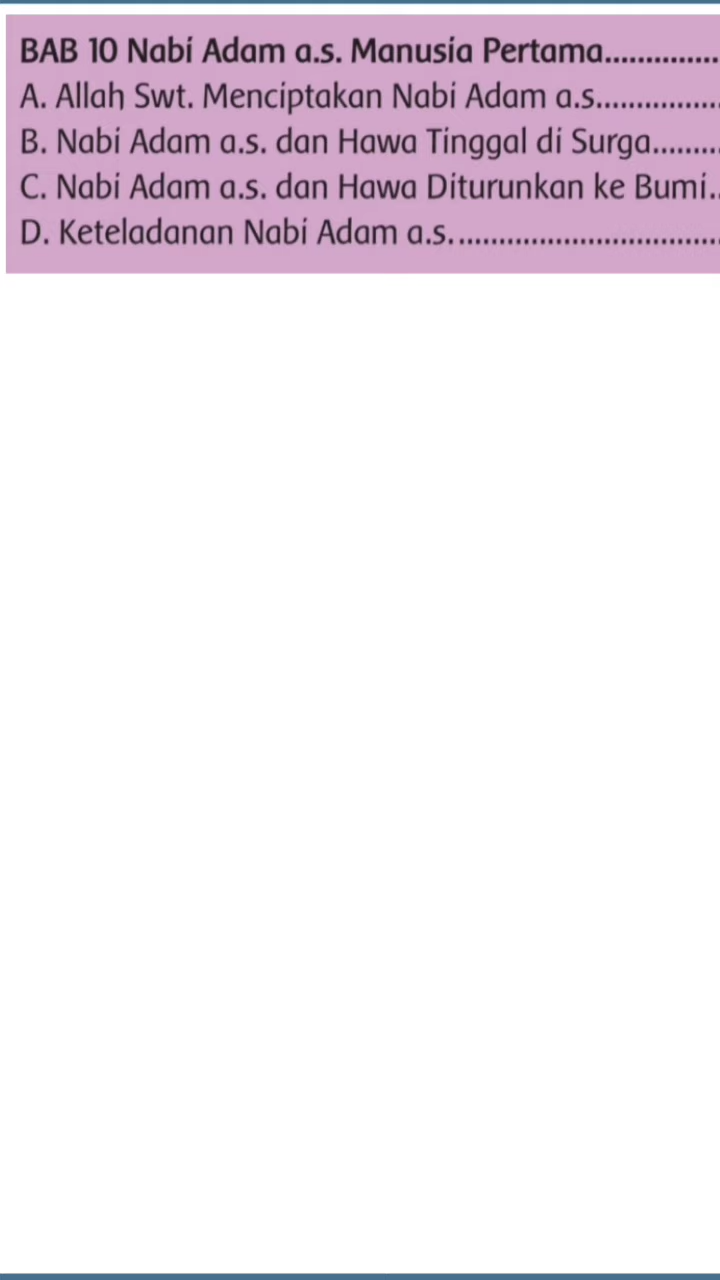 BAB 10 Nabi Adam a.s. Manusia Pertama..............
A. Allah Swt. Menciptakan Nabi Adam a.s...............
B. Nabi Adam a.s. dan Hawa Tinggal di Surga........
C. Nabi Adam a.s. dan Hawa Diturunkan ke Bumi..
D. Keteladanan Nabi Adam a.s. ................................